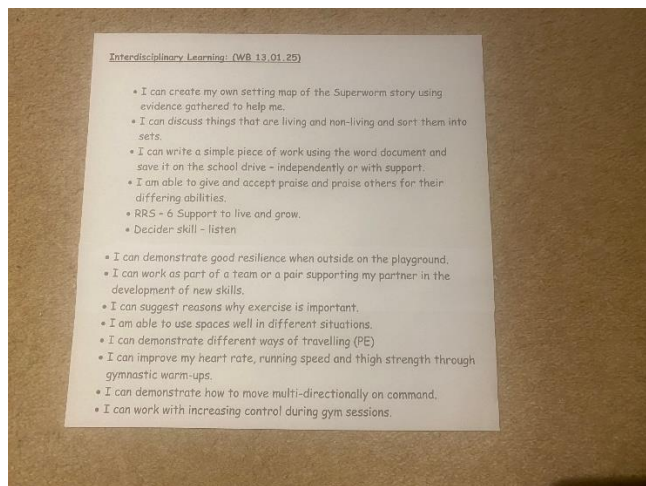 Interdisciplinary Learning: (WB 13.01.25)
• I can create my own setting map of the Superworm story using
evidence gathered to help me.
• I can discuss things that are living and non-living and sort them into
sets.
• I can write a simple piece of work using the word document and
save it on the school drive – independently or with support.
• I am able to give and accept praise and praise others for their
differing abilities.
• RRS – 6 Support to live and grow.
• Decider skill – listen
• I can demonstrate good resilience when outside on the playground.
• I can work as part of a team or a pair supporting my partner in the
development of new skills.
• I can suggest reasons why exercise is important.
• I am able to use spaces well in different situations.
• I can demonstrate different ways of travelling (PE)
• I can improve my heart rate, running speed and thigh strength through
gymnastic warm-ups.
• I can demonstrate how to move multi-directionally on command.
• I can work with increasing control during gym sessions.